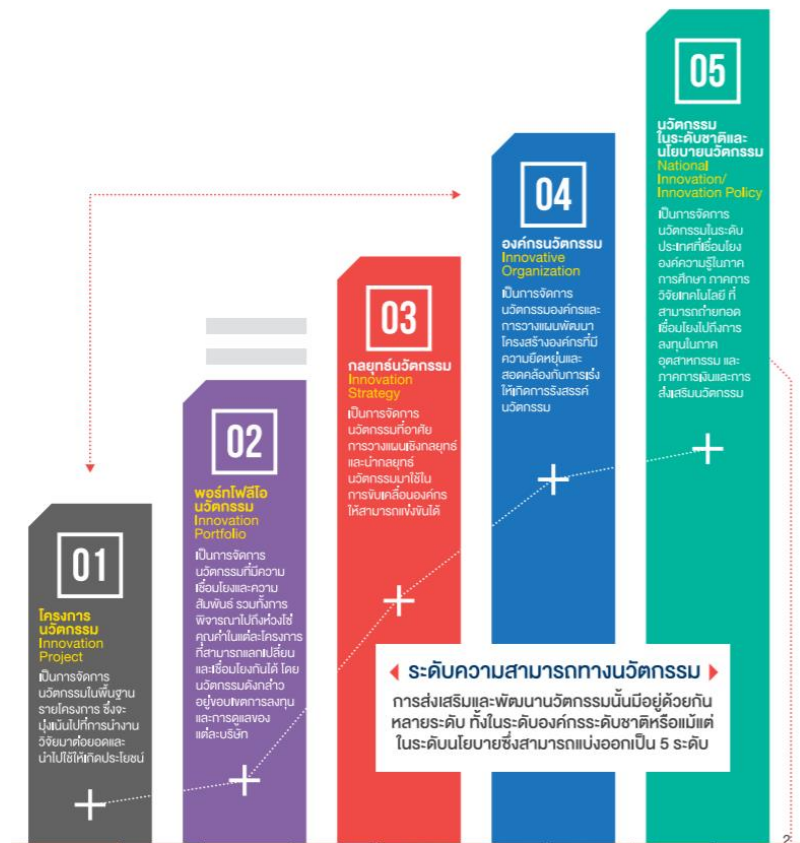 01
โครงการ
นวัตกรรม
Innovation
Project
เป็นการจัดการ
นวัตกรรมในพื้นฐาน
รายโครงการ ซึ่งจะ
มุ่งเน้นไปที่การนำงาน
วิจัยมาต่อยอดและ
นำไปใช้ให้เกิดประโยชน์
02
พอร์ทโฟลีโอ
นวัตกรรม
Innovation
Portfolio
เป็นการจัดการ
นวัตกรรมที่มีความ
เชื่อมโยงและความ
สัมพันธ์ รวมทั้งการ
พิจารณาไปถึงห่วงโซ่
คุณค่าในแต่ละโครงการ
ที่สามารถแลกเปลี่ยน
และเชื่อมโยงกันได้ โดย
นวัตกรรมดังกล่าว
อยู่ขอบเขตการลงทุน
และการดูแลของ
แต่ละบริษัท
03
กลยุทธ์นวัตกรรม
Innovation
Strategy
เป็นการจัดการ
นวัตกรรมที่อาศัย
การวางแผนเชิงกลยุทธ์
และนำกลยุทธ์
นวัตกรรมมาใช้ใน
การขับเคลื่อนองค์กร
ให้สามารถแข่งขันได้
04
องค์กรนวัตกรรม
Innovative
Organization
เป็นการจัดการ
นวัตกรรมองค์กรและ
การวางแผนพัฒนา
โครงสร้างองค์กรที่มี
ความยืดหยุ่นและ
สอดคล้องกับการเร่ง
ให้เกิดการรังสรรค์
นวัตกรรม
05
นวัตกรรม
ในระดับชาติและ
นโยบายนวัตกรรม
National
Innovation/
Innovation Policy
เป็นการจัดการ
นวัตกรรมในระดับ
ประเทศที่เชื่อมโยง
องค์ความรู้ในภาค
การศึกษา ภาคการ
วิจัยเทคโนโลยี ที่
สามารถถ่ายทอด
เชื่อมโยงไปถึงการ
ลงทุนในภาค
อุตสาหกรรม และ
ภาคการเงินและการ
ส่งเสริมนวัตกรรม
ระดับความสามารถทางนวัตกรรม
การส่งเสริมและพัฒนานวัตกรรมนั้นมีอยู่ด้วยกัน
หลายระดับ ทั้งในระดับองค์กรระดับชาติหรือแม้แต่
ในระดับนโยบายซึ่งสามารถแบ่งออกเป็น 5 ระดับ